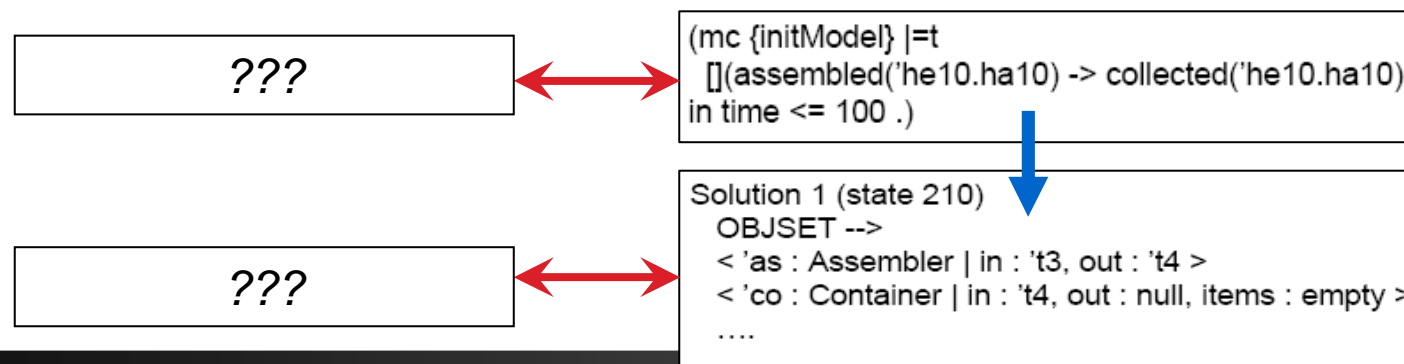 ???
(mc {initModel} |=t
[](assembled('he10.ha10) -> collected('he10.ha10)
in time <= 100 .)
???
Solution 1 (state 210)
OBJSET -->
< 'as : Assembler | in : 't3, out : 't4 >
< 'co : Container | in : 't4, out : null, items : empty >
....